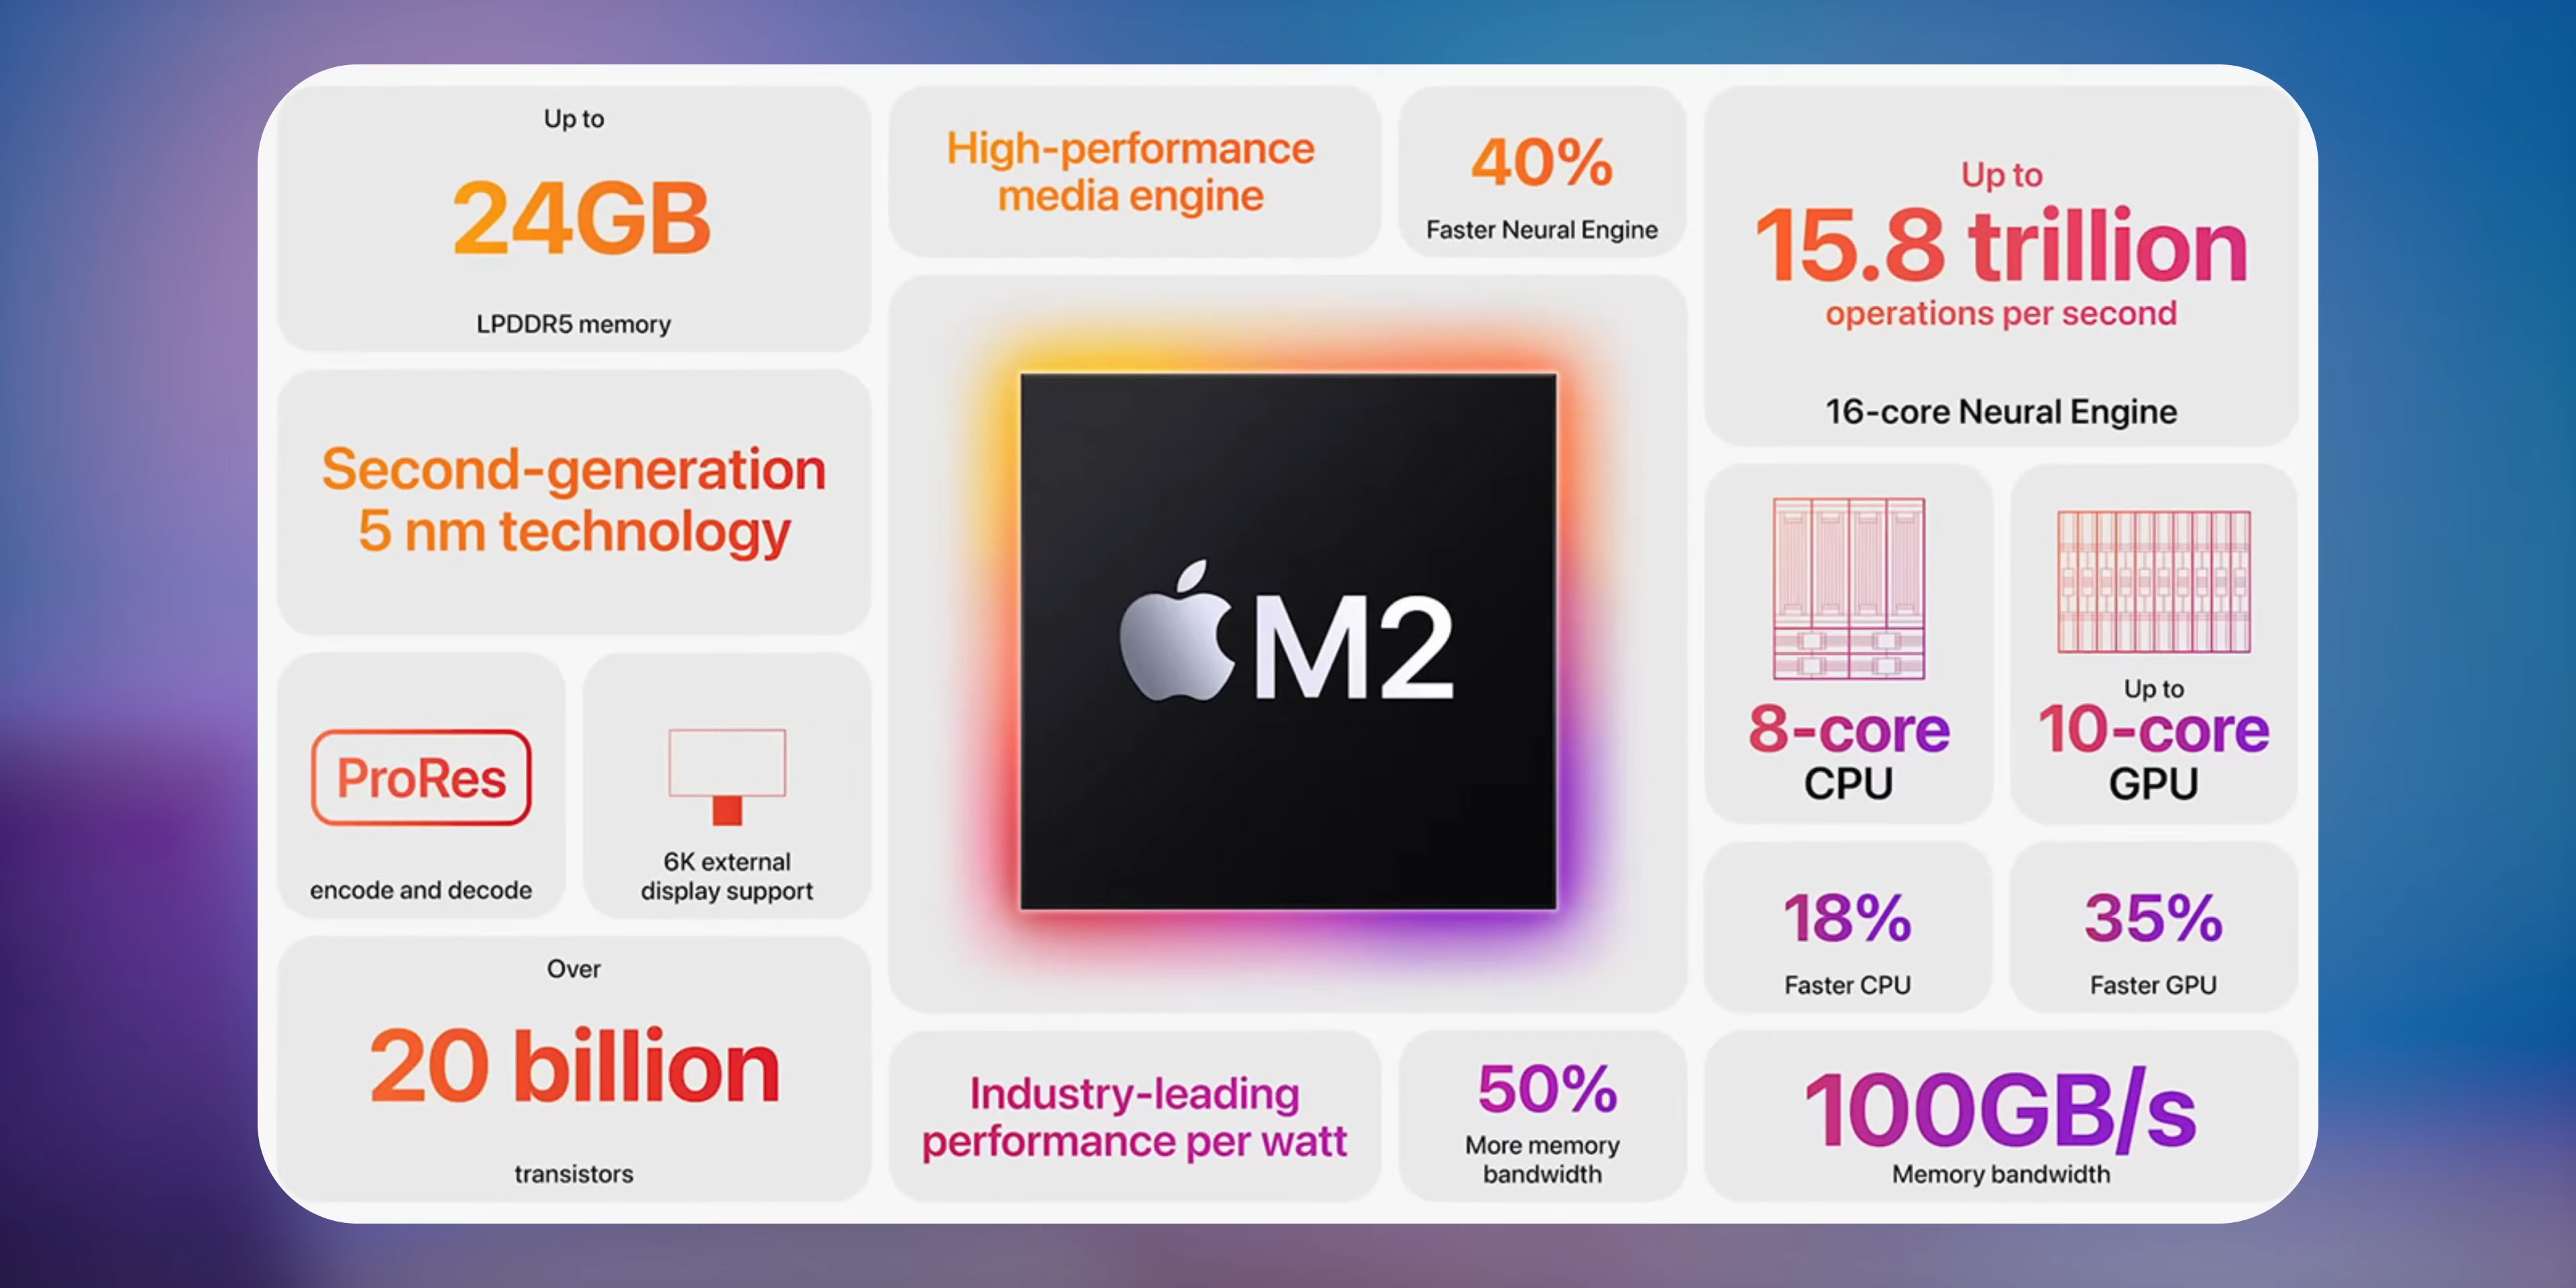 Up to
24GB
LPDDR5 memory
Second-generation
5 nm technology
ProRes
encode and decode
6K external
display support
Over
20 billion
transistors
High-performance
media engine
40%
Faster Neural Engine
M2
Industry-leading
performance per watt
50%
More memory
bandwidth
Up to
15.8 trillion
operations per second
16-core Neural Engine
8-core
CPU
Up to
10-core
GPU
18%
Faster CPU
35%
Faster GPU
100GB/s
Memory bandwidth